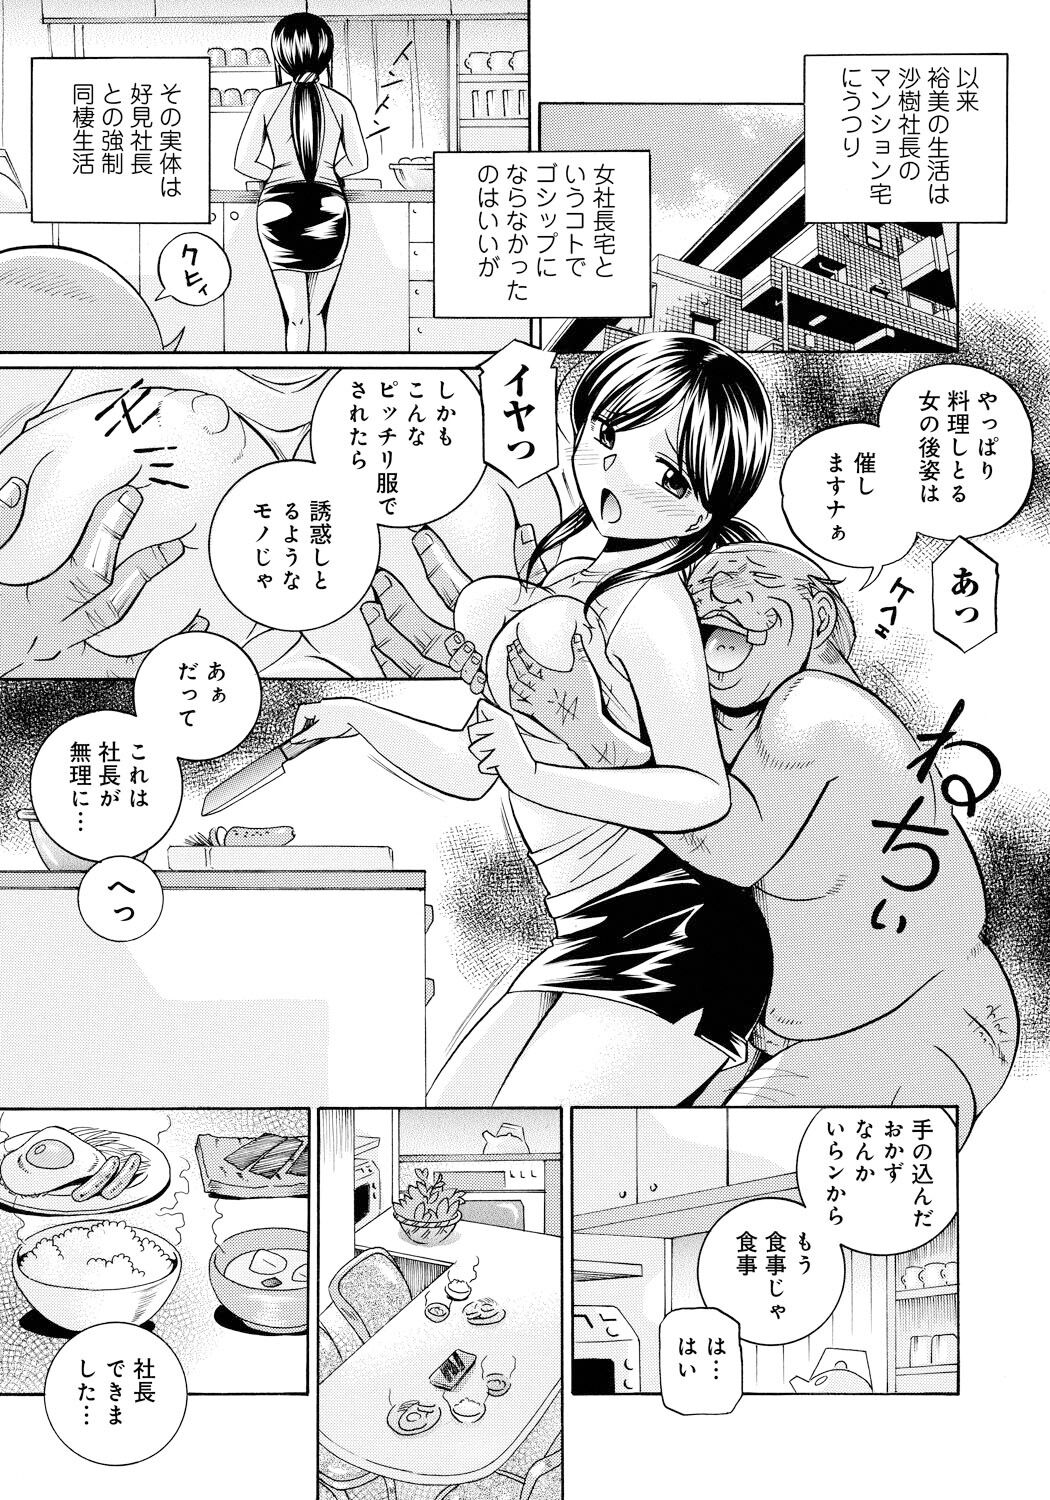 以来
裕美の生活は
沙樹社長の
マンション宅
にうつり
女社長宅と
いうコトで
ゴシップに
ならなかった
のはいいが
その実体は
好見社長
との強制
同棲生活
クヒィ
やっぱり
料理しとる
女の後姿は
催し
ますナぁ
ケフェ
あっ
イヤっ
しかも
こんな
ピッチリ服で
されたら
誘惑しと
るような
モノじゃ
ねちぃ
あぁ
だって
これは
社長が
無理に…
へっ
手の込んだ
おかず
なんか
いらンから
もう
食事じゃ
食事
は…
はい
社長
できま
した…